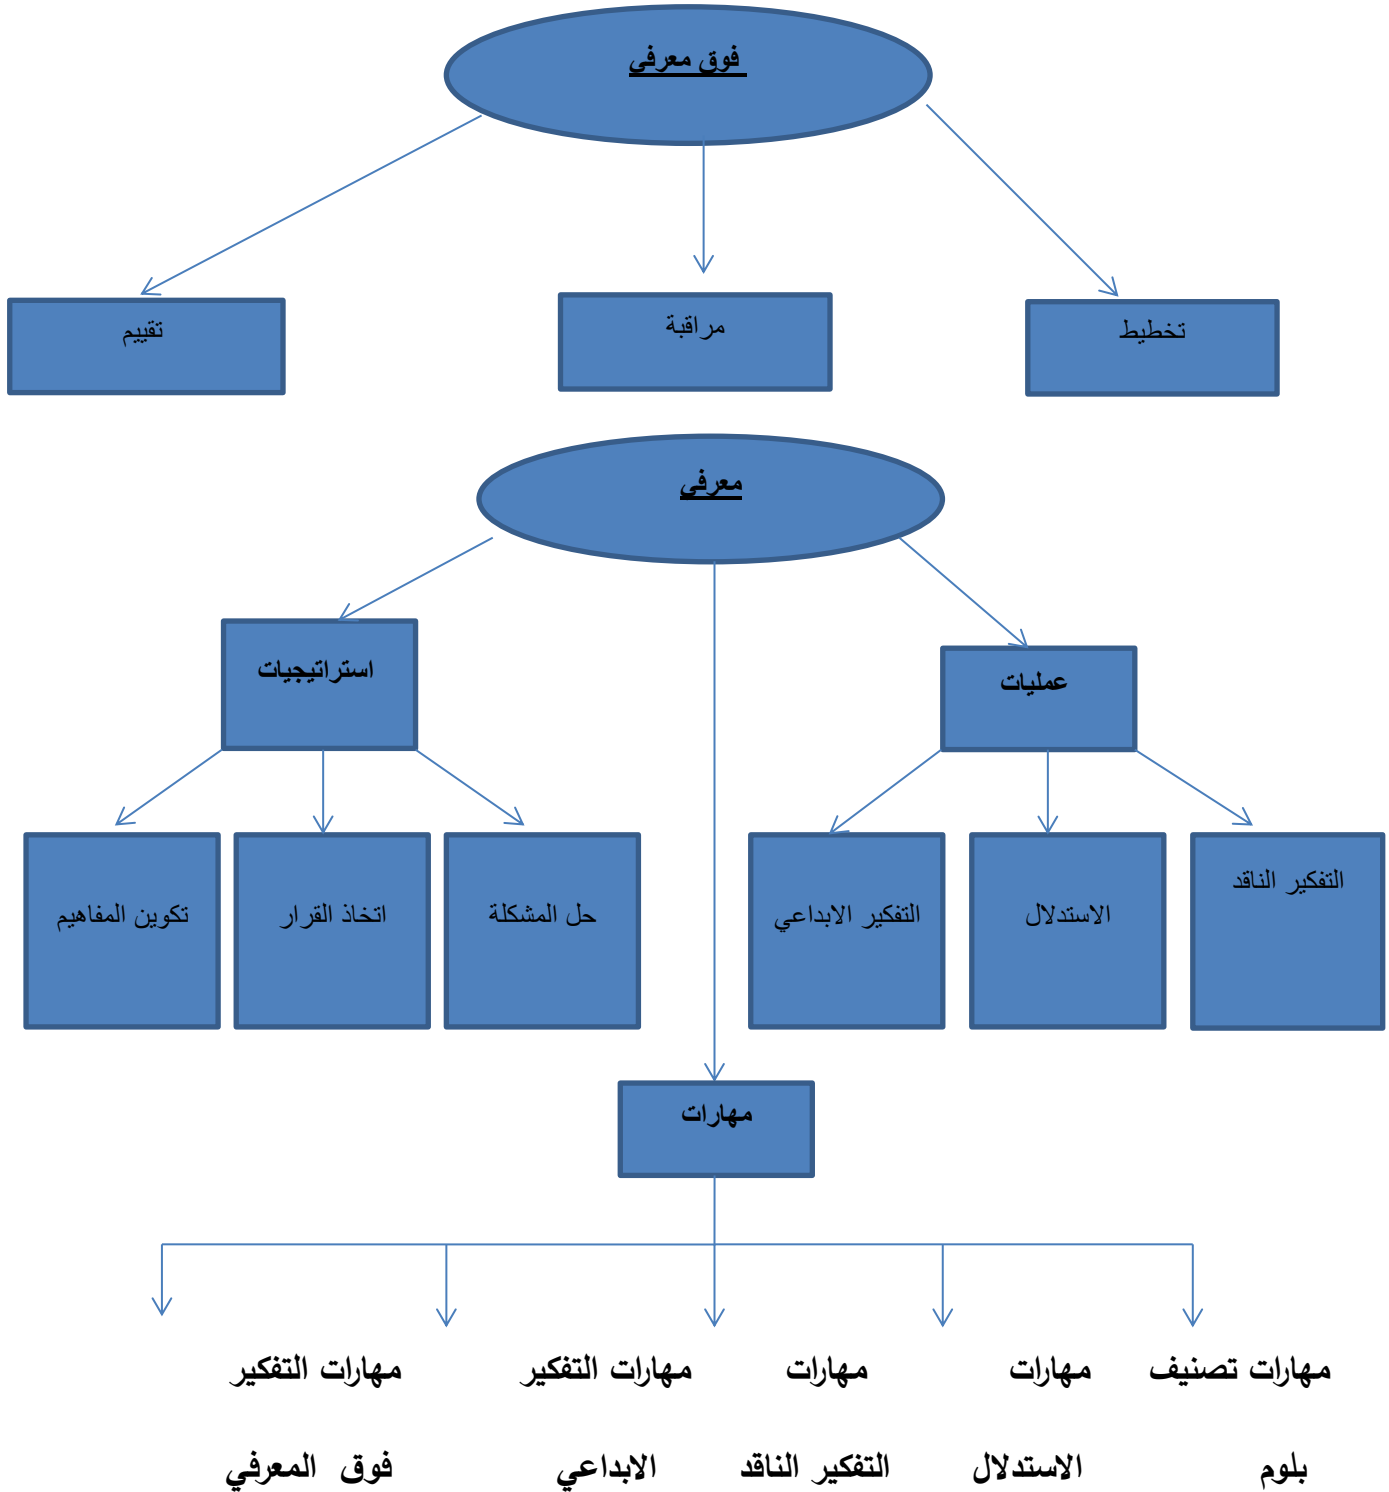 فوق معرفي
تخطيط
مراقبة
تقييم
معرفي
عمليات
استراتيجيات
التفكير الناقد
الاستدلال
التفكير الابداعي
حل المشكلة
اتخاذ القرار
تكوين المفاهيم
مهارات
مهارات تصنيف
بلوم
مهارات
الاستدلال
مهارات
التفكير الناقد
مهارات التفكير
الابداعي
مهارات التفكير
فوق المعرفي